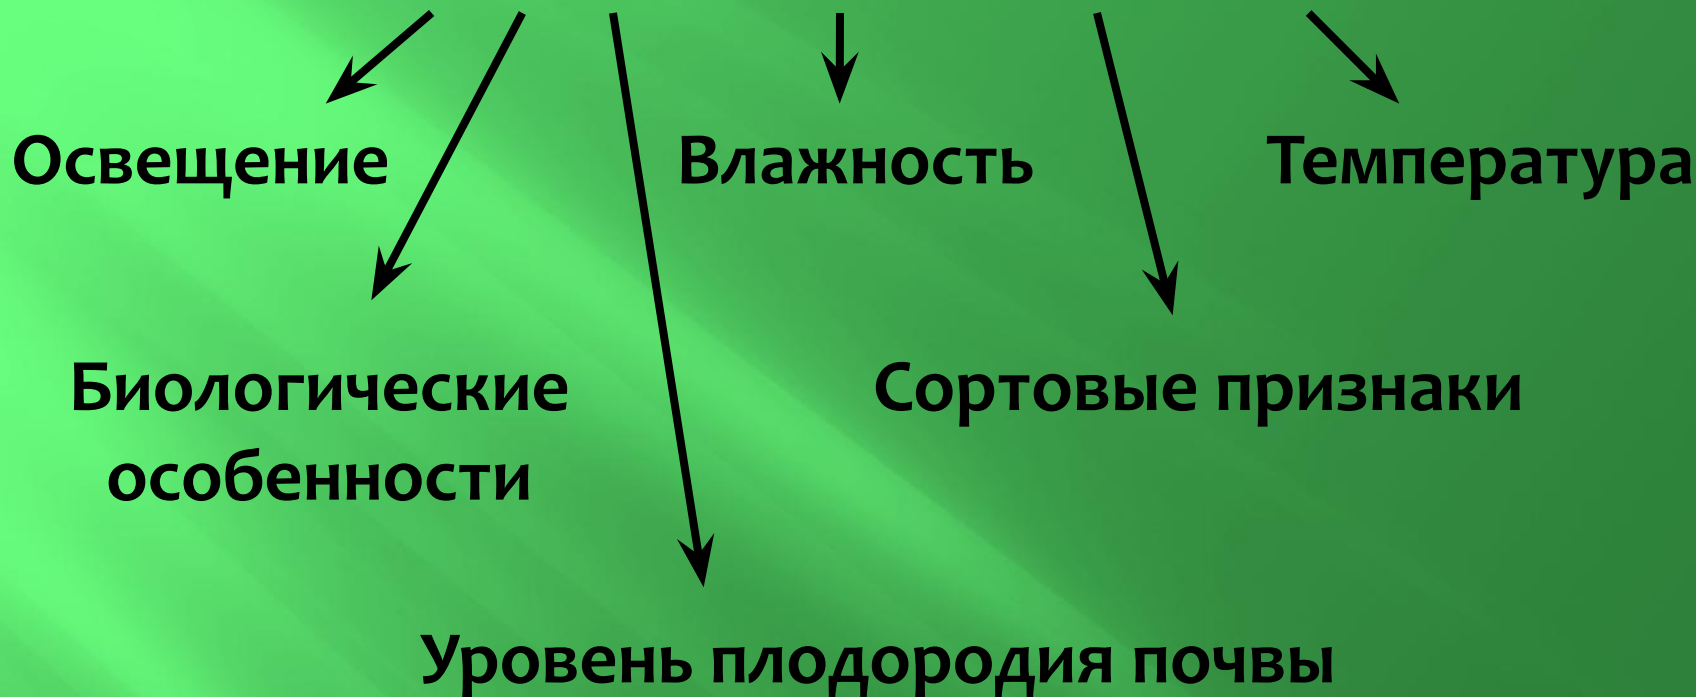 Освещение
Влажность
Температура
Биологические
особенности
Сортовые признаки
Уровень плодородия почвы